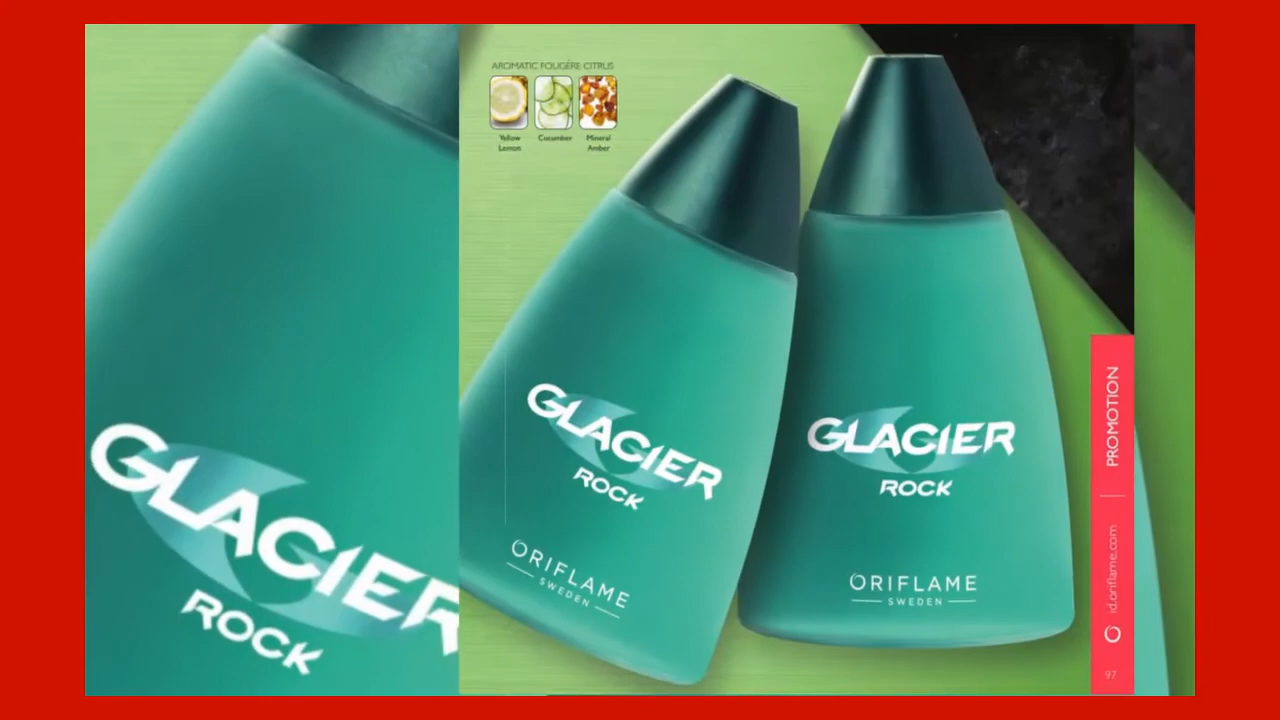 GLACIER
ROCK
AROMATIC FOUGÈRE CITRUS
Yellow
Lemon
Cucumber
Mineral
Amber
GLACIER
ROCK
ORIFLAME
SWEDEN
GLACIER
ROCK
ORIFLAME
SWEDEN
PROMOTION
id.oriflame.com
97